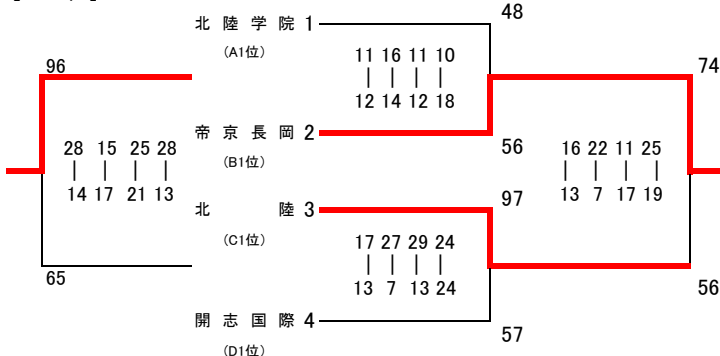 北陸学院 1
48
(A1位)
11 16 11 10
| | | |
12 14 12 18
96
74
帝京長岡 2
56
(B1位)
28 15 25 28
| | | |
14 17 21 13
16 22 11 25
| | | |
13 7 17 19
97
北陸 3
(C1位)
17 27 29 24
| | | |
13 7 13 24
65
56
開志国際 4
57
(D1位)